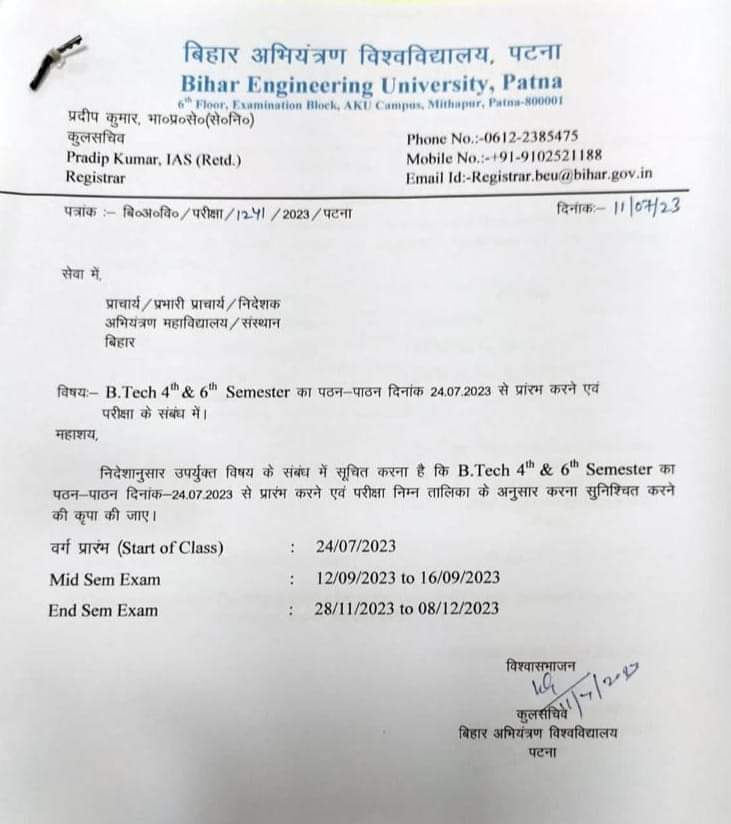 बिहार अभियंत्रण विश्वविद्यालय, पटना
Bihar Engineering University, Patna
6th Floor, Examination Block, AKU Campus, Mithapur, Patna-800001
प्रदीप कुमार, भा०प्र०से०(से०नि०)
कुलसचिव
Pradip Kumar, IAS (Retd.)
Registrar
Phone No.:-0612-2385475
Mobile No.:-+91-9102521188
Email Id:-Registrar.beu@bihar.gov.in
पत्रांक :– बि०अ०वि०/परीक्षा/1241/2023/पटना
दिनांक:– 11/07/23
सेवा में,
प्राचार्य/प्रभारी प्राचार्य/निदेशक
अभियंत्रण महाविद्यालय/संस्थान
बिहार
विषय:– B.Tech 4th & 6th Semester का पठन–पाठन दिनांक 24.07.2023 से प्रारंभ करने एवं
परीक्षा के संबंध में।
महाशय,
निदेशानुसार उपर्युक्त विषय के संबंध में सूचित करना है कि B.Tech 4th & 6th Semester का
पठन–पाठन दिनांक–24.07.2023 से प्रारंभ करने एवं परीक्षा निम्न तालिका के अनुसार करना सुनिश्चित करने
की कृपा की जाए।
वर्ग प्रारंभ (Start of Class) : 24/07/2023
Mid Sem Exam : 12/09/2023 to 16/09/2023
End Sem Exam : 28/11/2023 to 08/12/2023
विश्वासभाजन
11/7/2023
कुलसचिव
बिहार अभियंत्रण विश्वविद्यालय
पटना